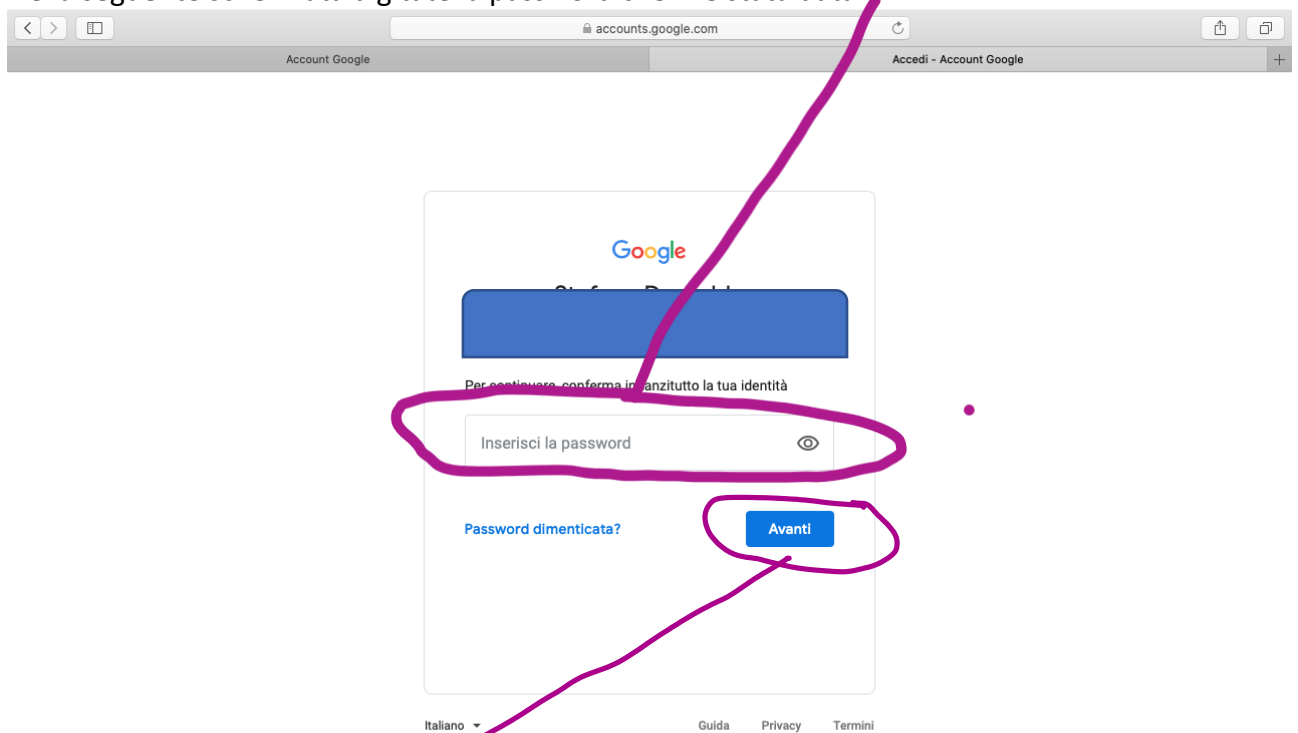 accounts.google.com
Account Google
Accedi - Account Google
Google
Per continuare, conferma innanzitutto la tua identità
Inserisci la password
Password dimenticata?
Avanti
Italiano
Guida Privacy Termini